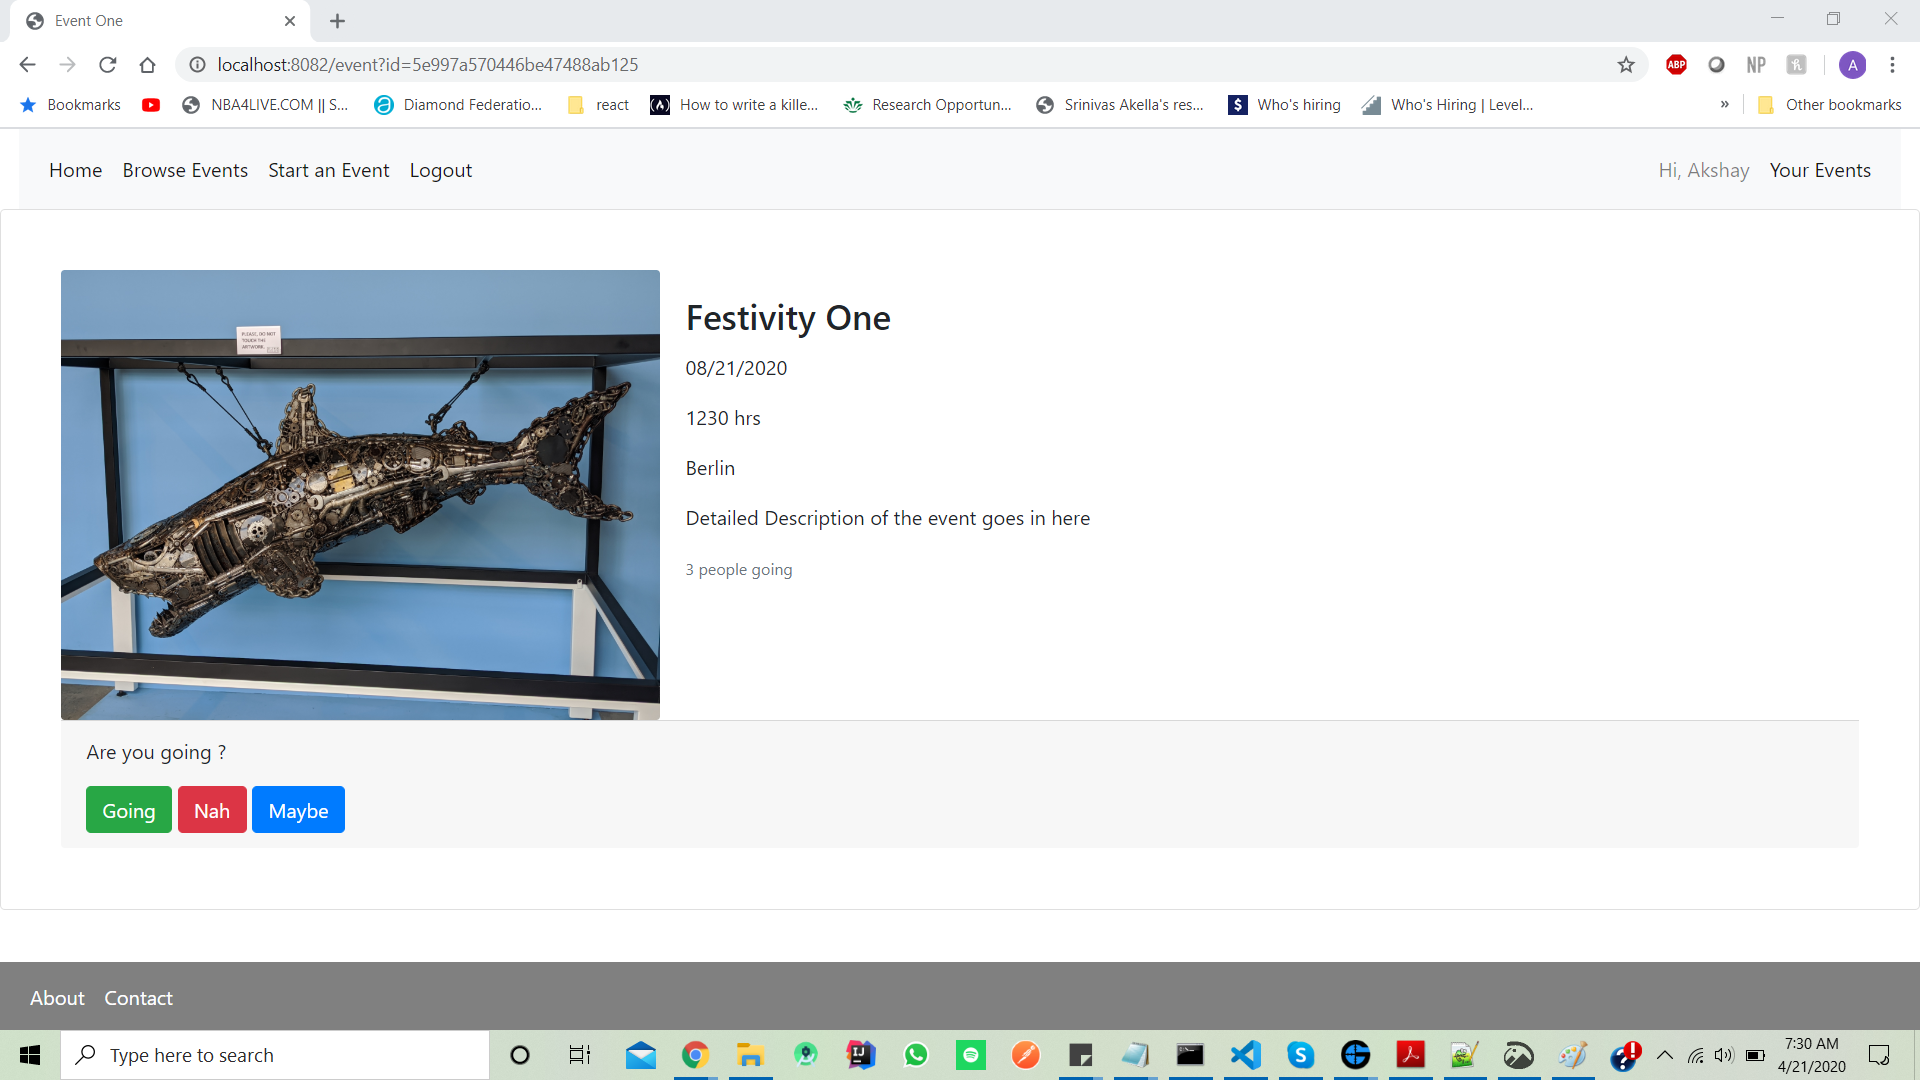 Event One
localhost:8082/event?id=5e997a570446be47488ab125
ABP
NP
A
Bookmarks
NBA4LIVE.COM || S...
Diamond Federatio...
react
How to write a kille...
Research Opportun...
Srinivas Akella's res...
Who's hiring
Who's Hiring | Level...
»
Other bookmarks
Home
Browse Events
Start an Event
Logout
Hi, Akshay
Your Events
PLEASE, DO NOT
TOUCH THE
ARTWORK.
Festivity One
08/21/2020
1230 hrs
Berlin
Detailed Description of the event goes in here
3 people going
Are you going ?
Going
Nah
Maybe
About
Contact
Type here to search
7:30 AM
4/21/2020